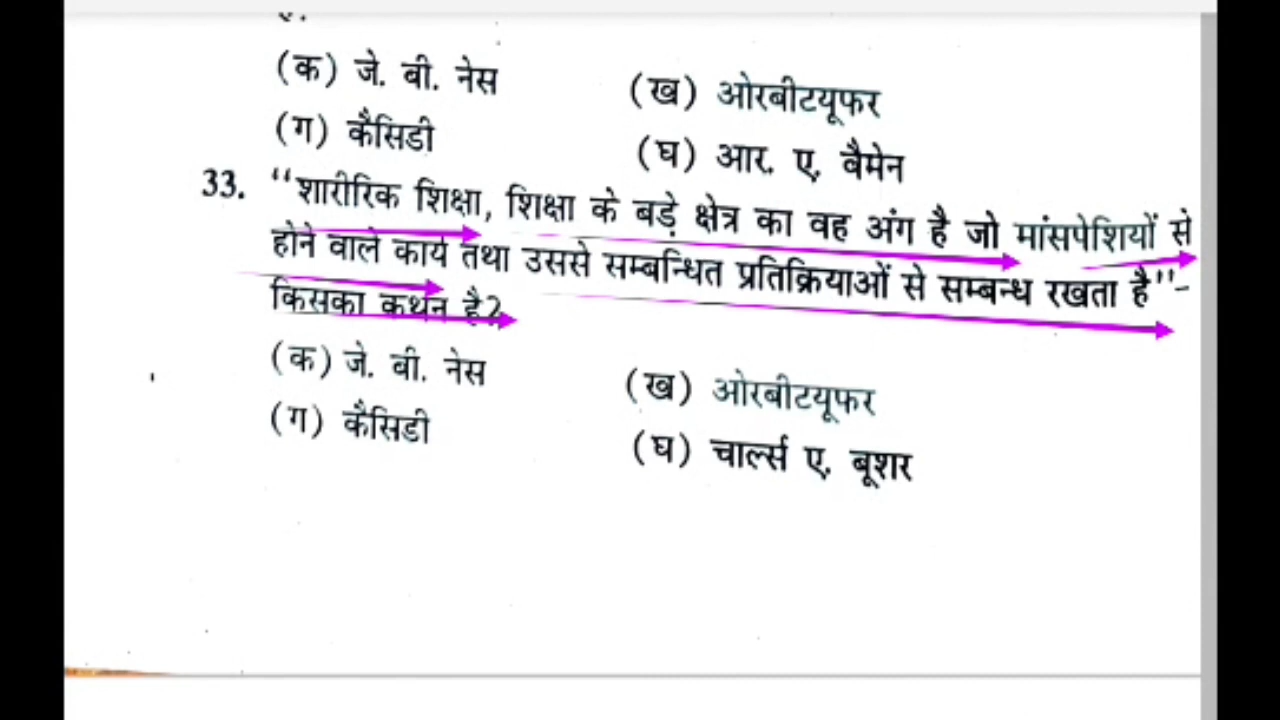 (क) जे. बी. नेस (ख) ओरबीटयूफर
(ग) कैसिडी (घ) आर. ए. वैमेन
33. "शारीरिक शिक्षा, शिक्षा के बड़े क्षेत्र का वह अंग है जो मांसपेशियों से
होने वाले कार्य तथा उससे सम्बन्धित प्रतिक्रियाओं से सम्बन्ध रखता है"-
किसका कथन है?
(क) जे. बी. नेस (ख) ओरबीटयूफर
(ग) कैसिडी (घ) चार्ल्स ए. बूशर